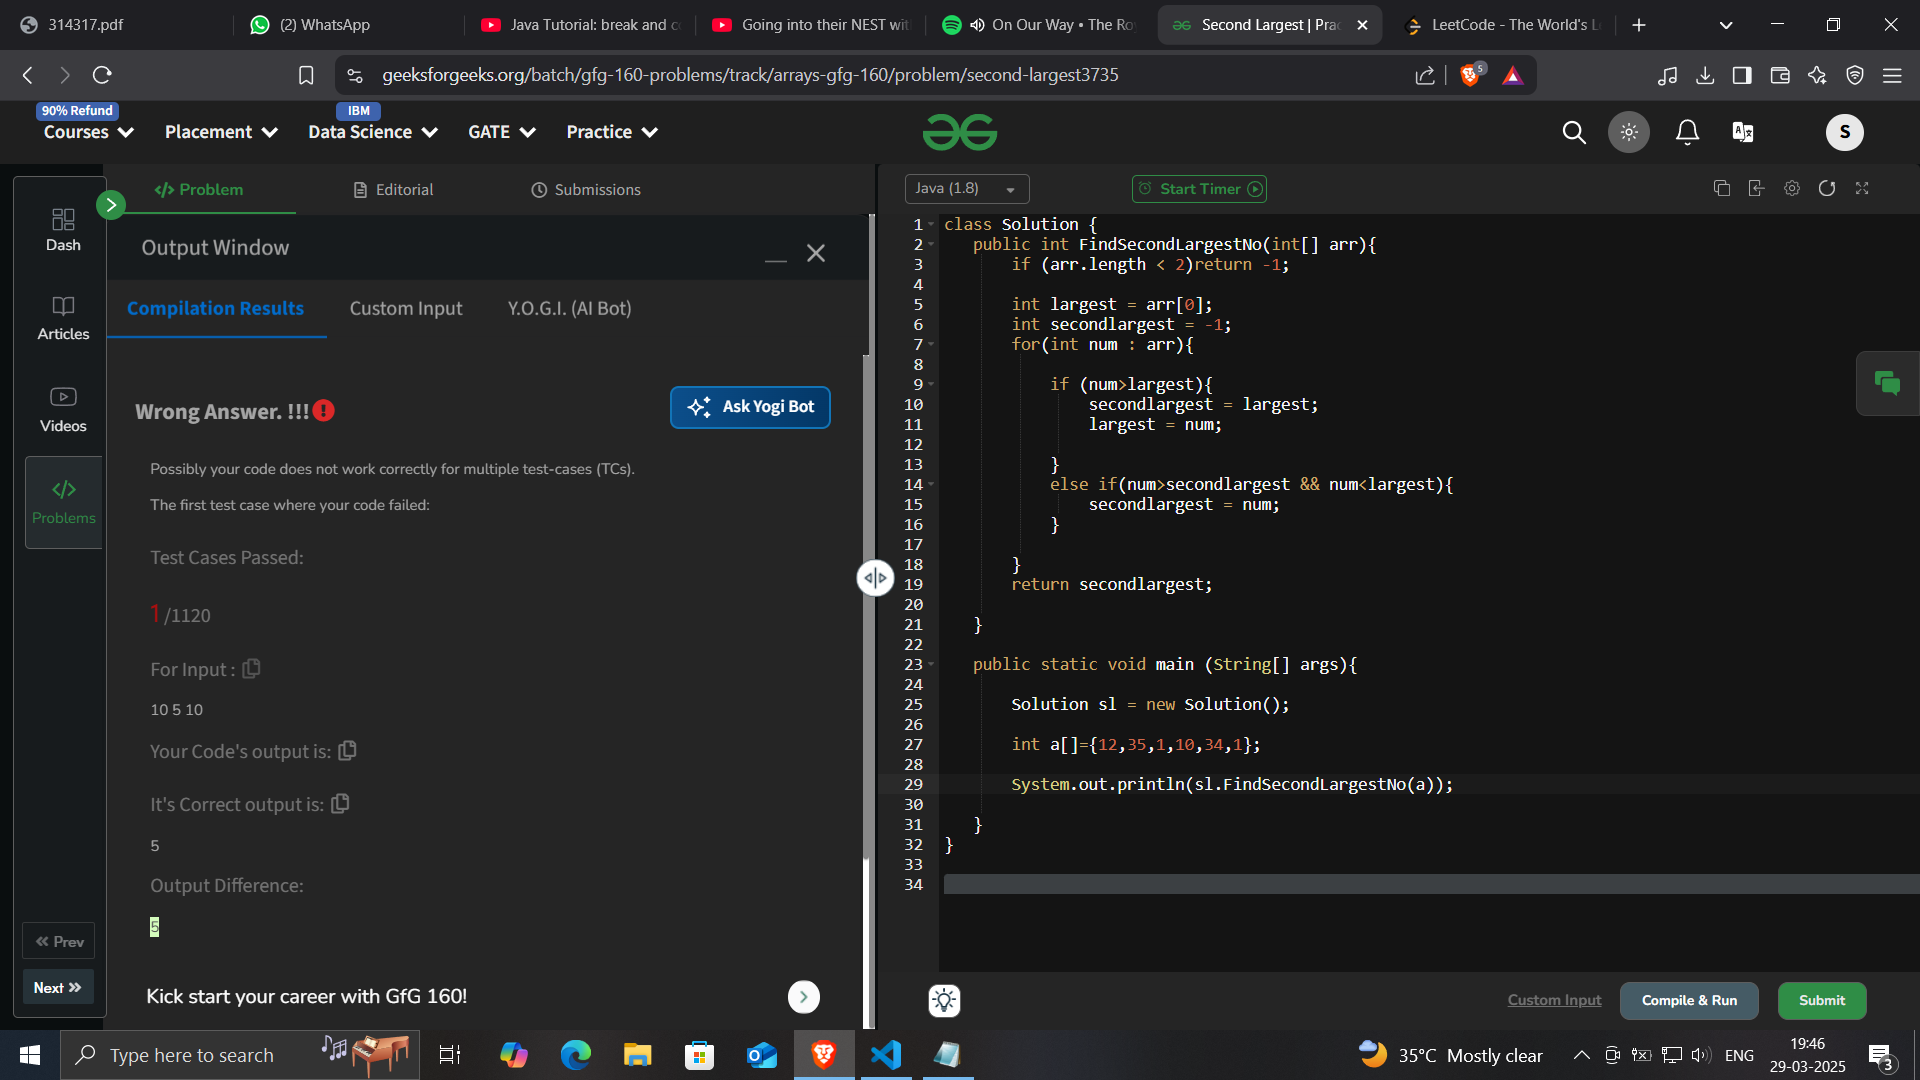 314317.pdf
(2) WhatsApp
Java Tutorial: break and co
Going into their NEST wit
On Our Way • The Ro
Second Largest | Prac
LeetCode - The World's L
geeksforgeeks.org/batch/gfg-160-problems/track/arrays-gfg-160/problem/second-largest3735
5
90% Refund
IBM
Courses
Placement
Data Science
GATE
Practice
S
Dash
Articles
Videos
Problems
Prev
Next
Problem
Editorial
Submissions
Output Window
Compilation Results
Custom Input
Y.O.G.I. (AI Bot)
Wrong Answer. !!!
Ask Yogi Bot
Possibly your code does not work correctly for multiple test-cases (TCs).
The first test case where your code failed:
Test Cases Passed:
1 /1120
For Input :
10 5 10
Your Code's output is:
It's Correct output is:
5
Output Difference:
5
Kick start your career with GfG 160!
Java (1.8)
Start Timer
1 class Solution {
2 public int FindSecondLargestNo(int[] arr){
3 if (arr.length < 2)return -1;
4
5 int largest = arr[0];
6 int secondlargest = -1;
7 for(int num : arr){
8
9 if (num>largest){
10 secondlargest = largest;
11 largest = num;
12
13 }
14 else if(num>secondlargest && num<largest){
15 secondlargest = num;
16 }
17
18 }
19 return secondlargest;
20
21 }
22
23 public static void main (String[] args){
24
25 Solution sl = new Solution();
26
27 int a[]={12,35,1,10,34,1};
28
29 System.out.println(sl.FindSecondLargestNo(a));
30
31 }
32 }
33
34
Custom Input
Compile & Run
Submit
Type here to search
35°C Mostly clear
ENG
19:46
29-03-2025
3